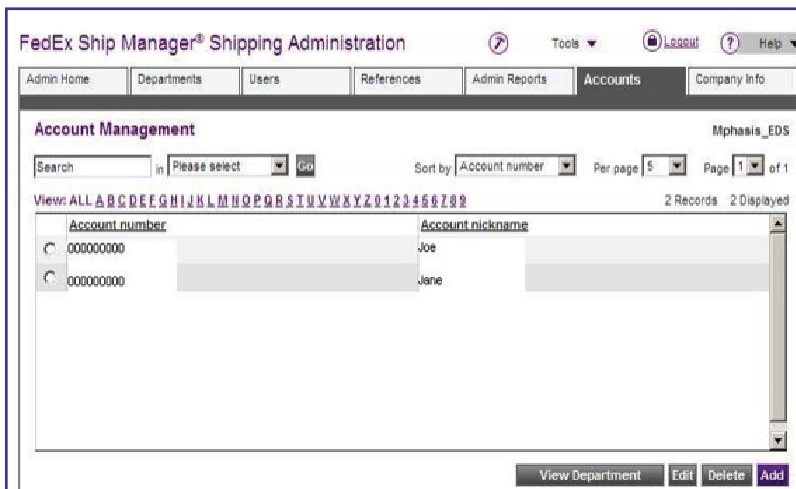 FedEx Ship Manager® Shipping Administration Tools Logout ? Help
Admin Home Departments Users References Admin Reports Accounts Company Info
Account Management Mphasis_EDS
Search in Please select Go Sort by Account number Per page 5 Page 1 of 1
View: ALL A B C D E F G H I J K L M N O P Q R S T U V W X Y Z 0 1 2 3 4 5 6 7 8 9 2 Records 2 Displayed
Account number Account nickname
000000000 Joe
000000000 Jane
View Department Edit Delete Add